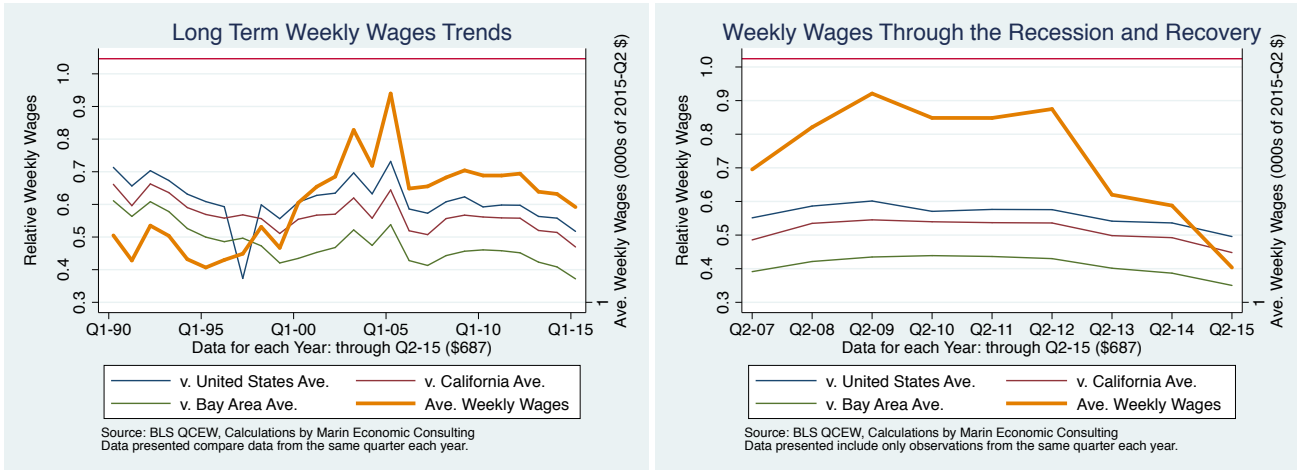 Long Term Weekly Wages Trends
Relative Weekly Wages
0.3 0.4 0.5 0.6 0.7 0.8 0.9 1.0
1
Ave. Weekly Wages (000s of 2015-Q2 $)
Q1-90 Q1-95 Q1-00 Q1-05 Q1-10 Q1-15
Data for each Year: through Q2-15 ($687)
v. United States Ave. v. California Ave.
v. Bay Area Ave. Ave. Weekly Wages
Source: BLS QCEW, Calculations by Marin Economic Consulting
Data presented compare data from the same quarter each year.
Weekly Wages Through the Recession and Recovery
Relative Weekly Wages
0.3 0.4 0.5 0.6 0.7 0.8 0.9 1.0
1
Ave. Weekly Wages (000s of 2015-Q2 $)
Q2-07 Q2-08 Q2-09 Q2-10 Q2-11 Q2-12 Q2-13 Q2-14 Q2-15
Data for each Year: through Q2-15 ($687)
v. United States Ave. v. California Ave.
v. Bay Area Ave. Ave. Weekly Wages
Source: BLS QCEW, Calculations by Marin Economic Consulting
Data presented include only observations from the same quarter each year.